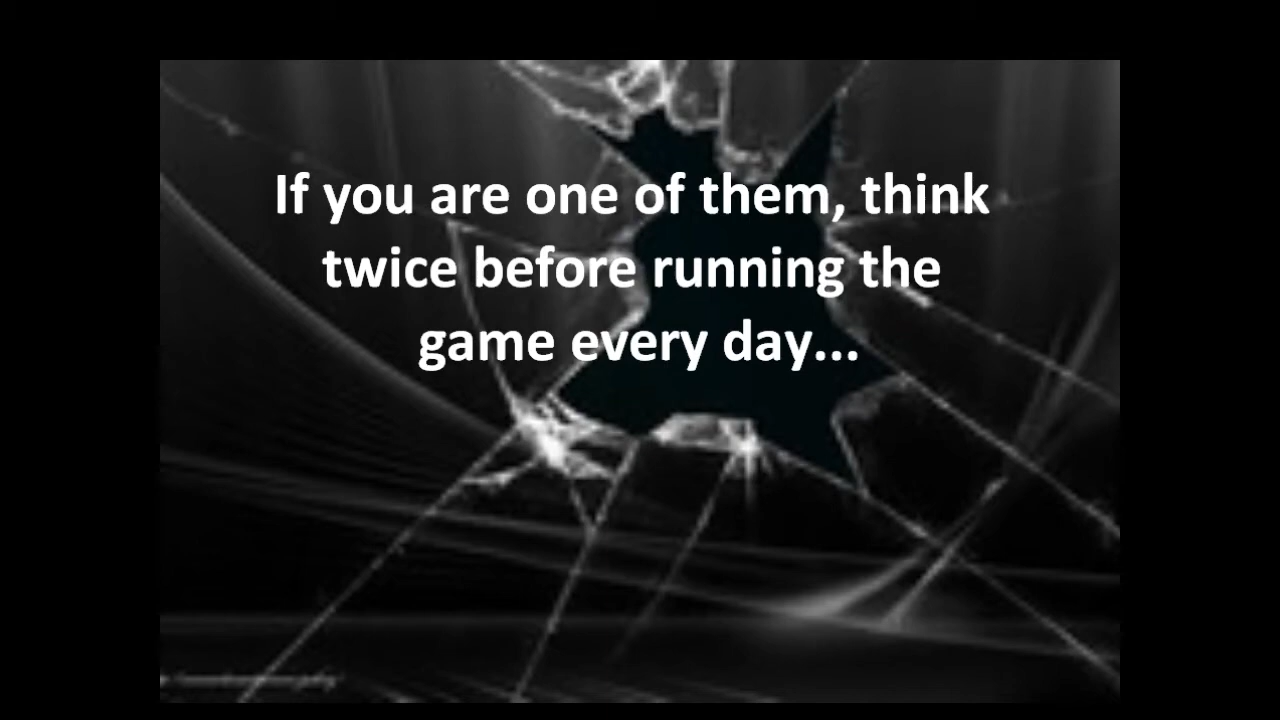 If you are one of them, think
twice before running the
game every day...